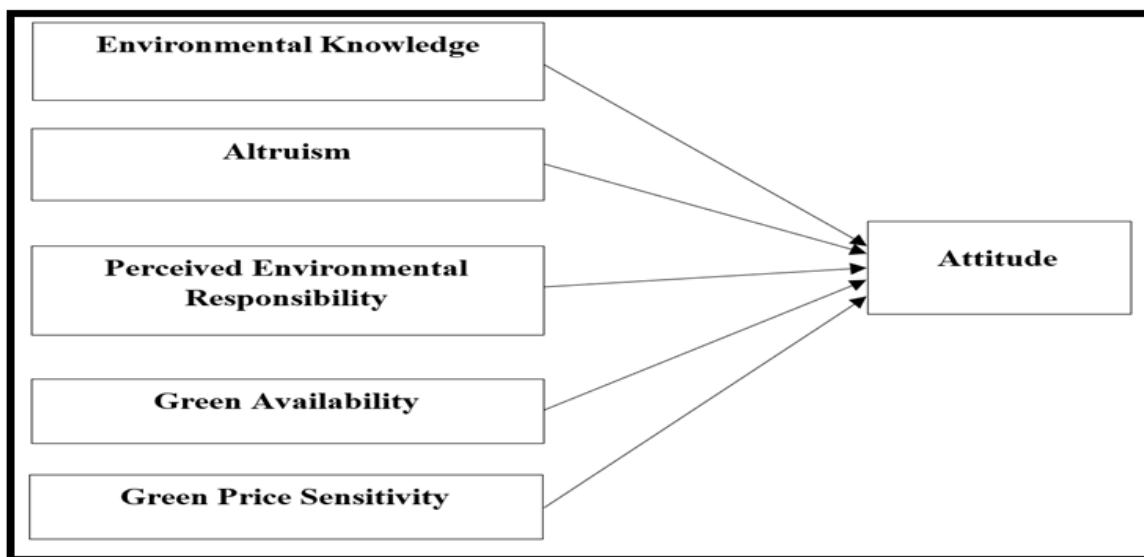 Environmental Knowledge
Altruism
Perceived Environmental
Responsibility
Attitude
Green Availability
Green Price Sensitivity